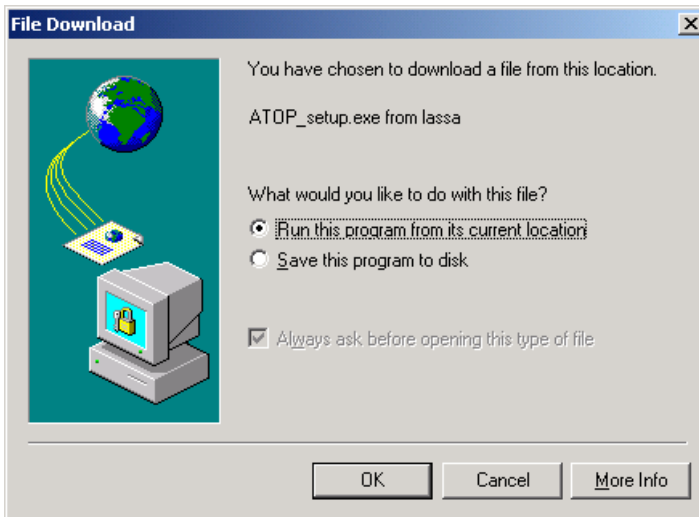 File Download
You have chosen to download a file from this location.
ATOP_setup.exe from lassa
What would you like to do with this file?
Run this program from its current location
Save this program to disk
Always ask before opening this type of file
OK
Cancel
More Info